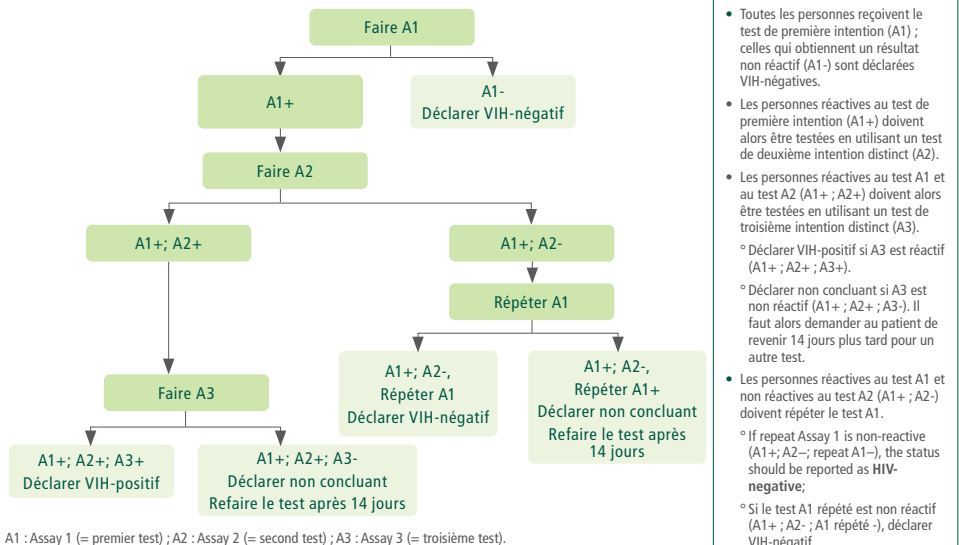 Faire A1
A1+
A1-
Déclarer VIH-négatif
Faire A2
A1+; A2+
A1+; A2-
Répéter A1
A1+; A2-,
Répéter A1
Déclarer VIH-négatif
A1+; A2-,
Répéter A1+
Déclarer non concluant
Refaire le test après
14 jours
Faire A3
A1+; A2+; A3+
Déclarer VIH-positif
A1+; A2+; A3-
Déclarer non concluant
Refaire le test après 14 jours
A1 : Assay 1 (= premier test) ; A2 : Assay 2 (= second test) ; A3 : Assay 3 (= troisième test).
• Toutes les personnes reçoivent le
test de première intention (A1) ;
celles qui obtiennent un résultat
non réactif (A1-) sont déclarées
VIH-négatives.
• Les personnes réactives au test de
première intention (A1+) doivent
alors être testées en utilisant un test
de deuxième intention distinct (A2).
• Les personnes réactives au test A1 et
au test A2 (A1+ ; A2+) doivent alors
être testées en utilisant un test de
troisième intention distinct (A3).
° Déclarer VIH-positif si A3 est réactif
(A1+ ; A2+ ; A3+).
° Déclarer non concluant si A3 est
non réactif (A1+ ; A2+ ; A3-). Il
faut alors demander au patient de
revenir 14 jours plus tard pour un
autre test.
• Les personnes réactives au test A1 et
non réactives au test A2 (A1+ ; A2-)
doivent répéter le test A1.
° If repeat Assay 1 is non-reactive
(A1+; A2–; repeat A1–), the status
should be reported as HIV-
negative;
° Si le test A1 répété est non réactif
(A1+ ; A2- ; A1 répété -), déclarer
VIH-négatif